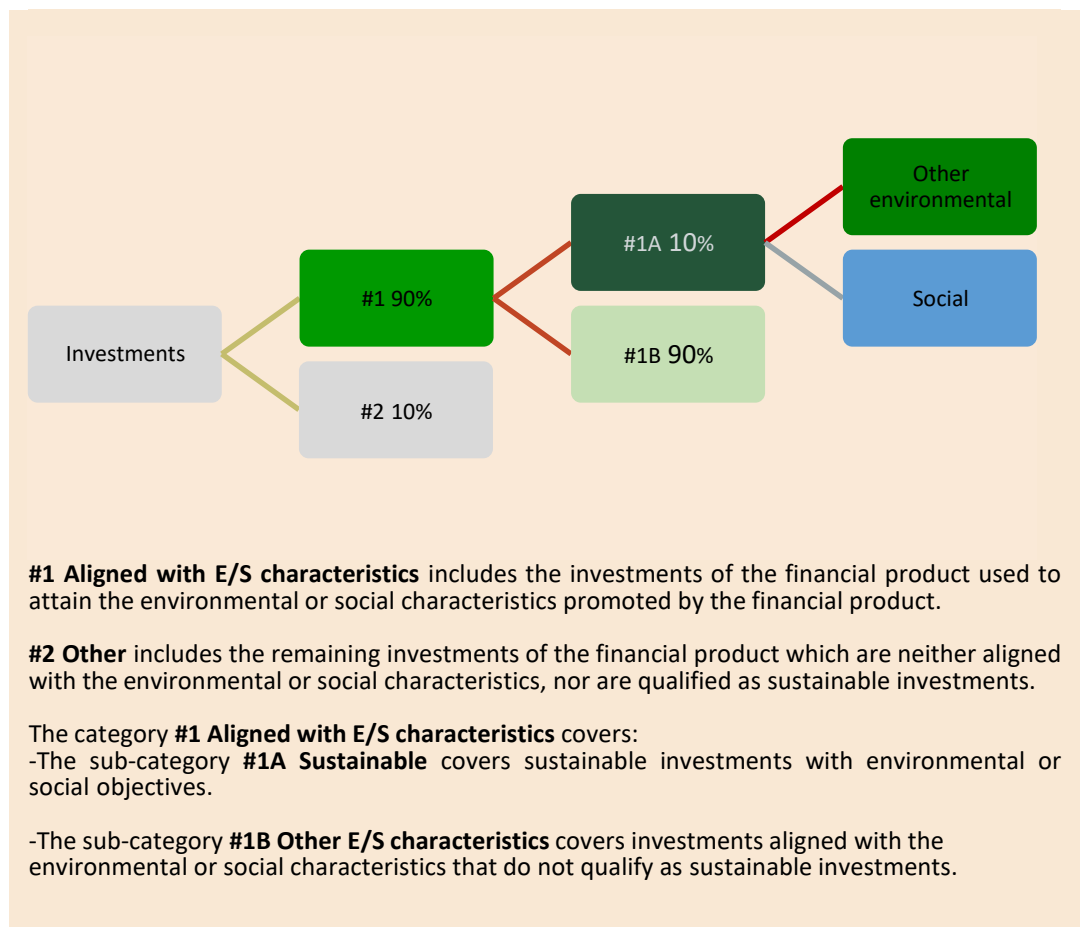 Other
environmental
#1A 10%
#1 90%
Social
Investments
#1B 90%
#2 10%
#1 Aligned with E/S characteristics includes the investments of the financial product used to
attain the environmental or social characteristics promoted by the financial product.
#2 Other includes the remaining investments of the financial product which are neither aligned
with the environmental or social characteristics, nor are qualified as sustainable investments.
The category #1 Aligned with E/S characteristics covers:
-The sub-category #1A Sustainable covers sustainable investments with environmental or
social objectives.
-The sub-category #1B Other E/S characteristics covers investments aligned with the
environmental or social characteristics that do not qualify as sustainable investments.